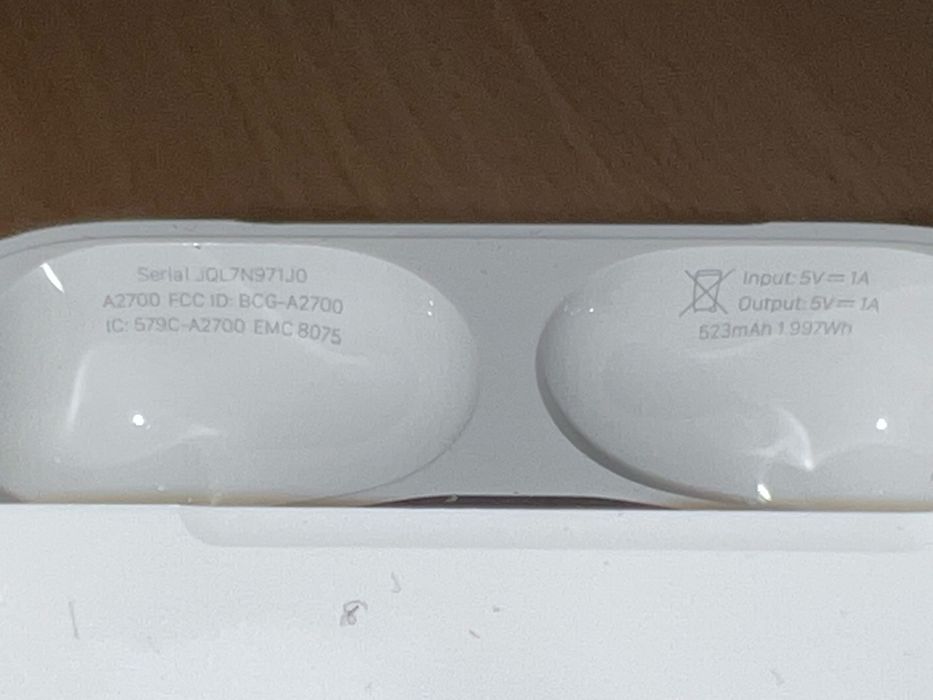 Serial JQL7N971J0
A2700 FCC ID: BCG-A2700
IC: 579C-A2700 EMC 8075
Input: 5V⎓1A
Output: 5V⎓1A
523mAh 1.997Wh